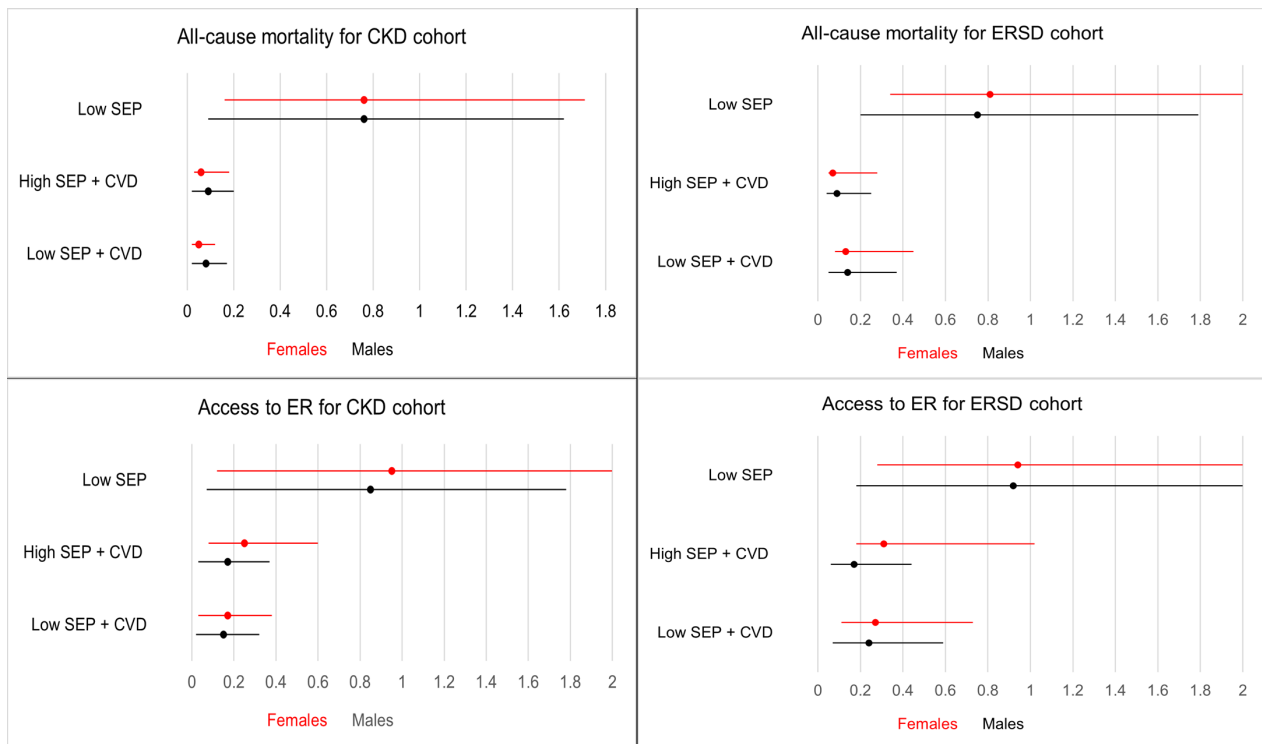 All-cause mortality for CKD cohort
Low SEP
High SEP + CVD
Low SEP + CVD
0 0.2 0.4 0.6 0.8 1 1.2 1.4 1.6 1.8
Females Males
All-cause mortality for ERSD cohort
Low SEP
High SEP + CVD
Low SEP + CVD
0 0.2 0.4 0.6 0.8 1 1.2 1.4 1.6 1.8 2
Females Males
Access to ER for CKD cohort
Low SEP
High SEP + CVD
Low SEP + CVD
0 0.2 0.4 0.6 0.8 1 1.2 1.4 1.6 1.8 2
Females Males
Access to ER for ERSD cohort
Low SEP
High SEP + CVD
Low SEP + CVD
0 0.2 0.4 0.6 0.8 1 1.2 1.4 1.6 1.8 2
Females Males